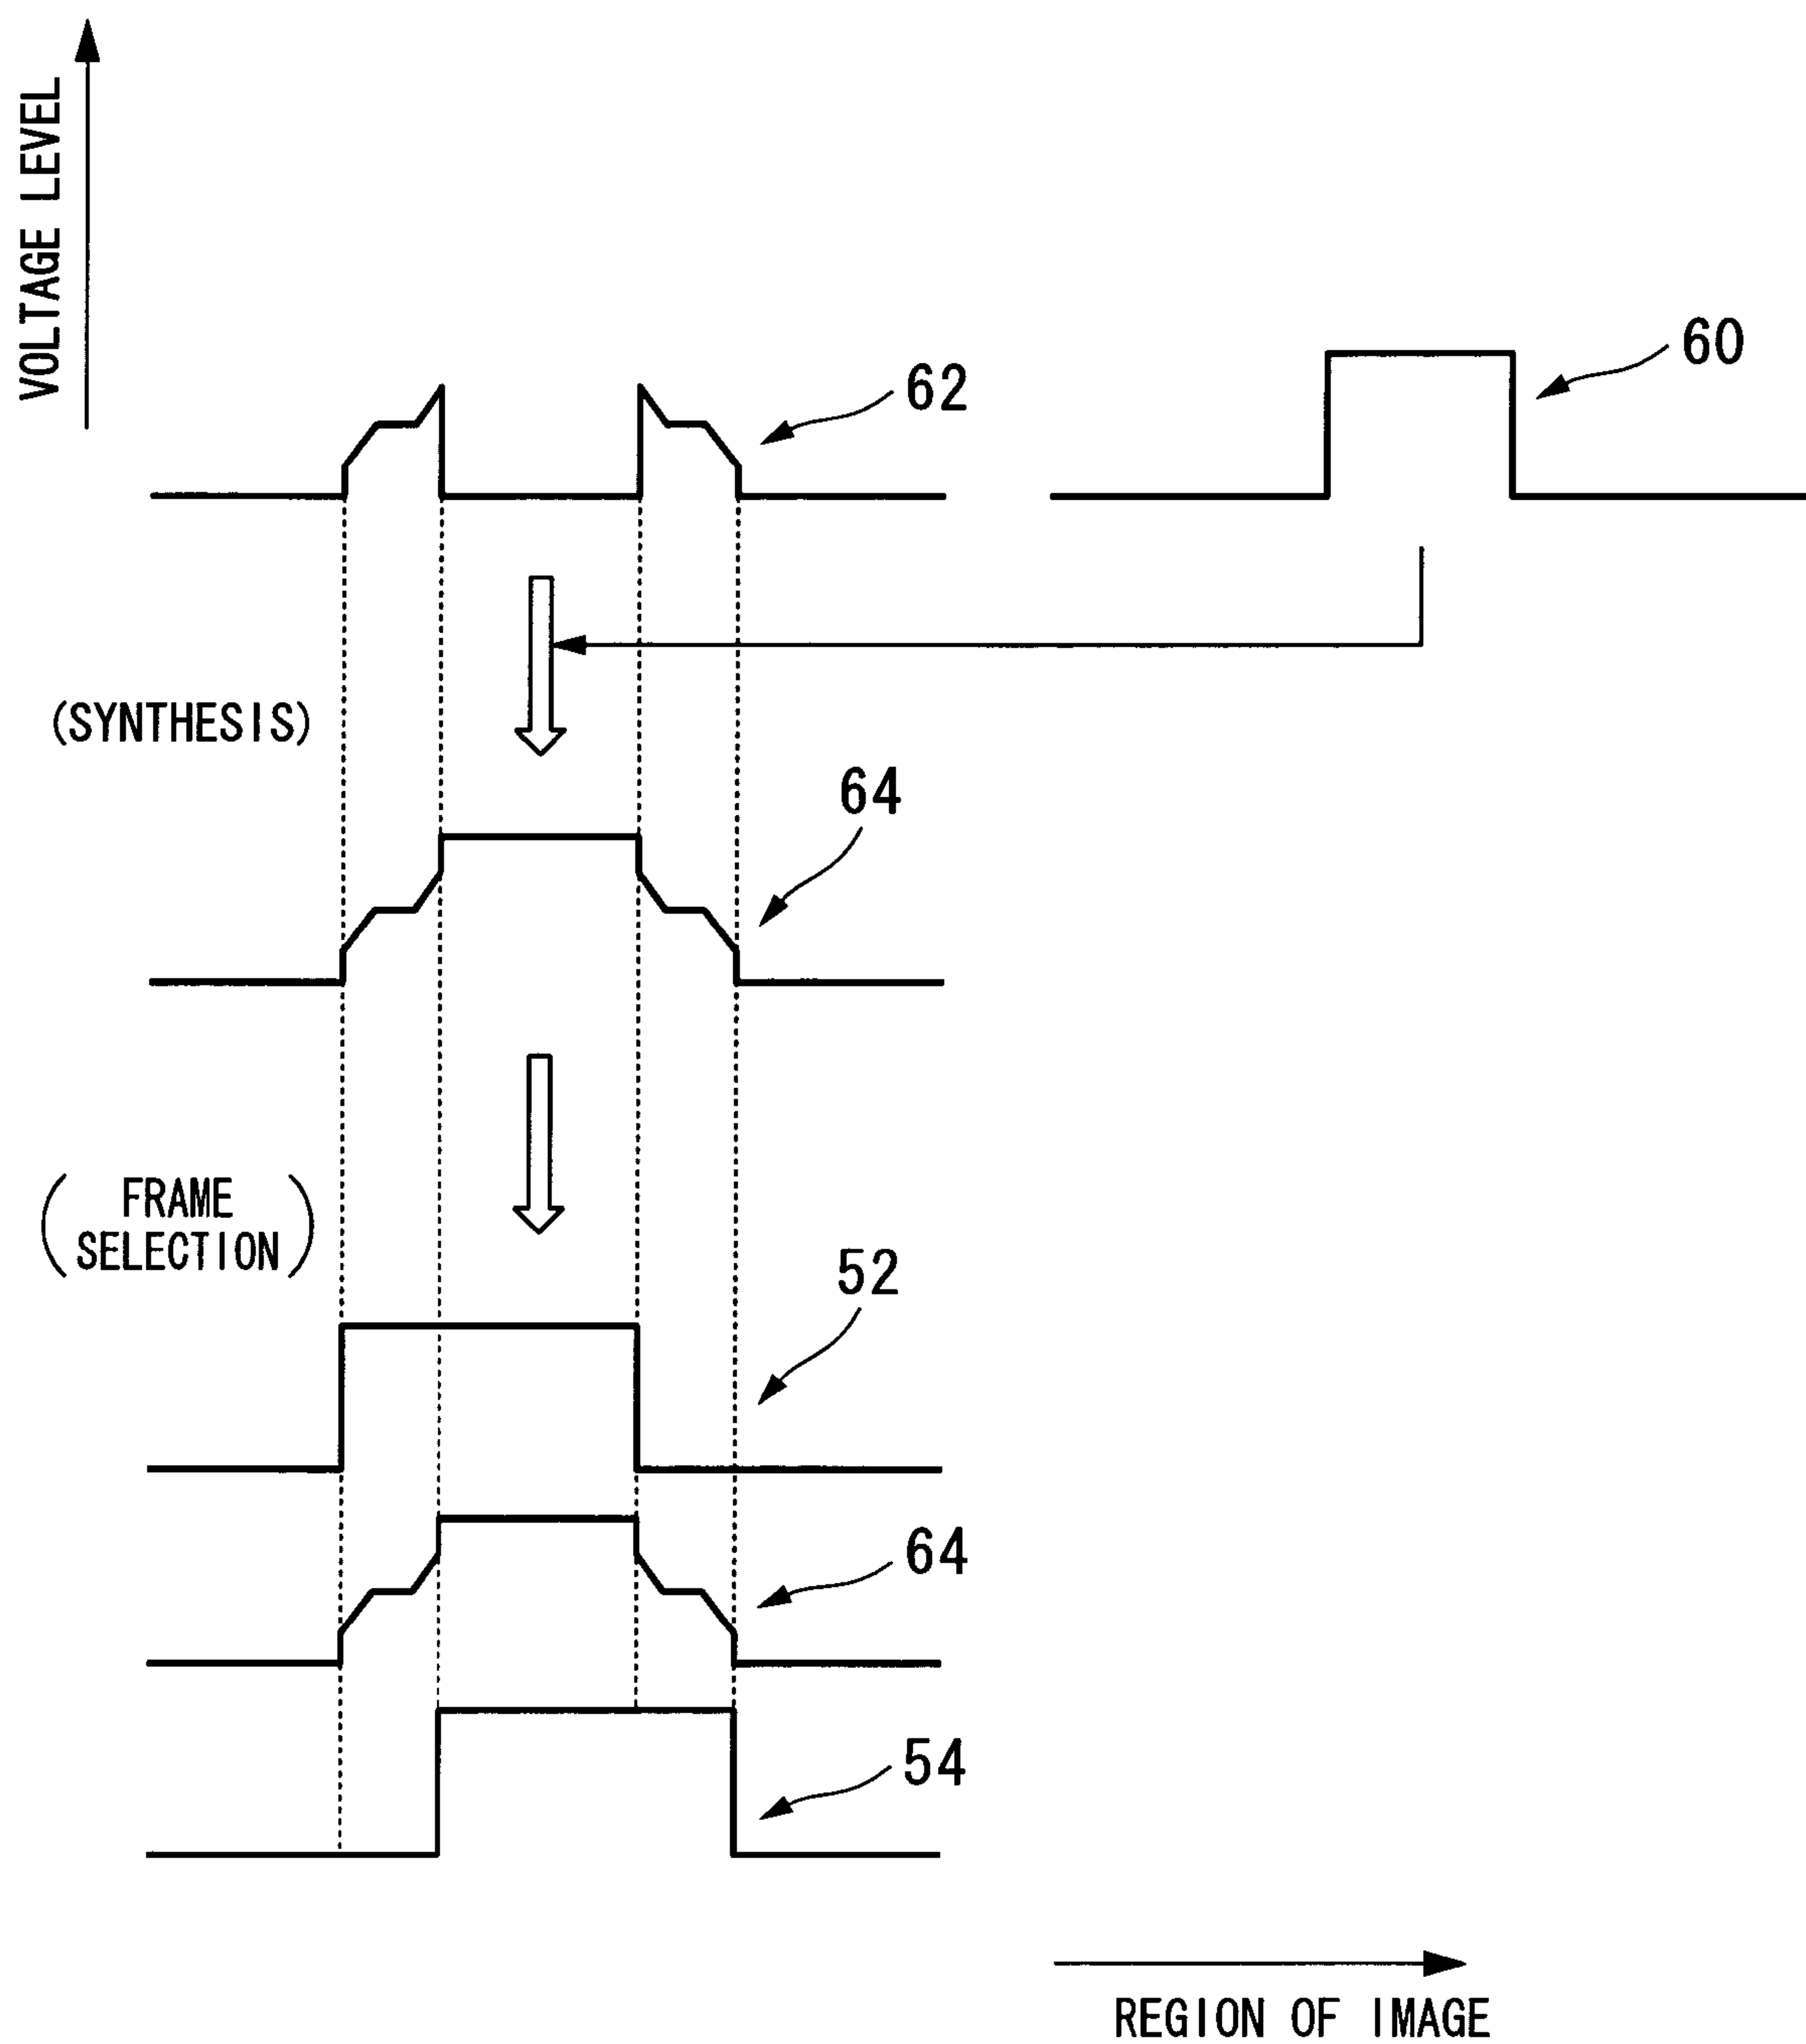 VOLTAGE LEVEL
60
62
(SYNTHESIS)
64
(FRAME
SELECTION)
52
64
54
REGION OF IMAGE